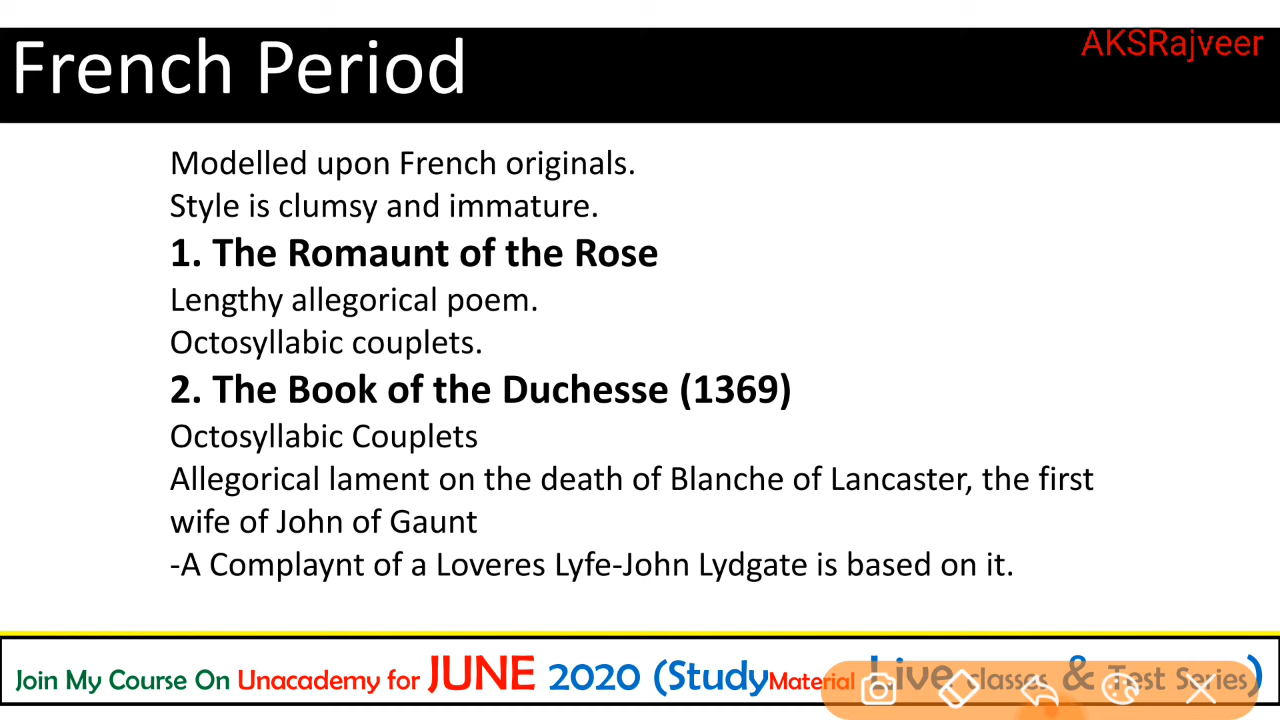 French Period
AKSRajveer
Modelled upon French originals.
Style is clumsy and immature.
1. The Romaunt of the Rose
Lengthy allegorical poem.
Octosyllabic couplets.
2. The Book of the Duchesse (1369)
Octosyllabic Couplets
Allegorical lament on the death of Blanche of Lancaster, the first
wife of John of Gaunt
-A Complaynt of a Loveres Lyfe-John Lydgate is based on it.
Join My Course On Unacademy for JUNE 2020 (Study Material Live classes & Test Series)